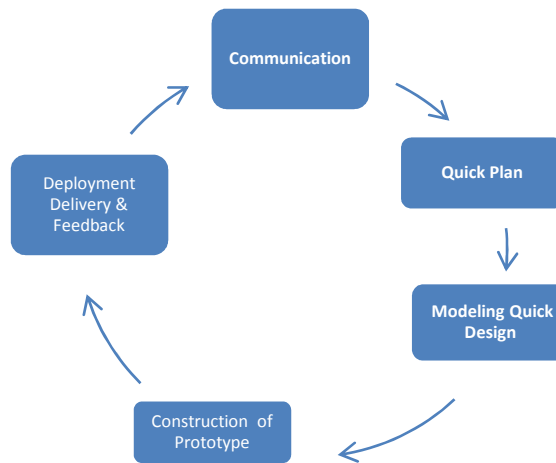 Communication
Quick Plan
Modeling Quick
Design
Construction of
Prototype
Deployment
Delivery &
Feedback